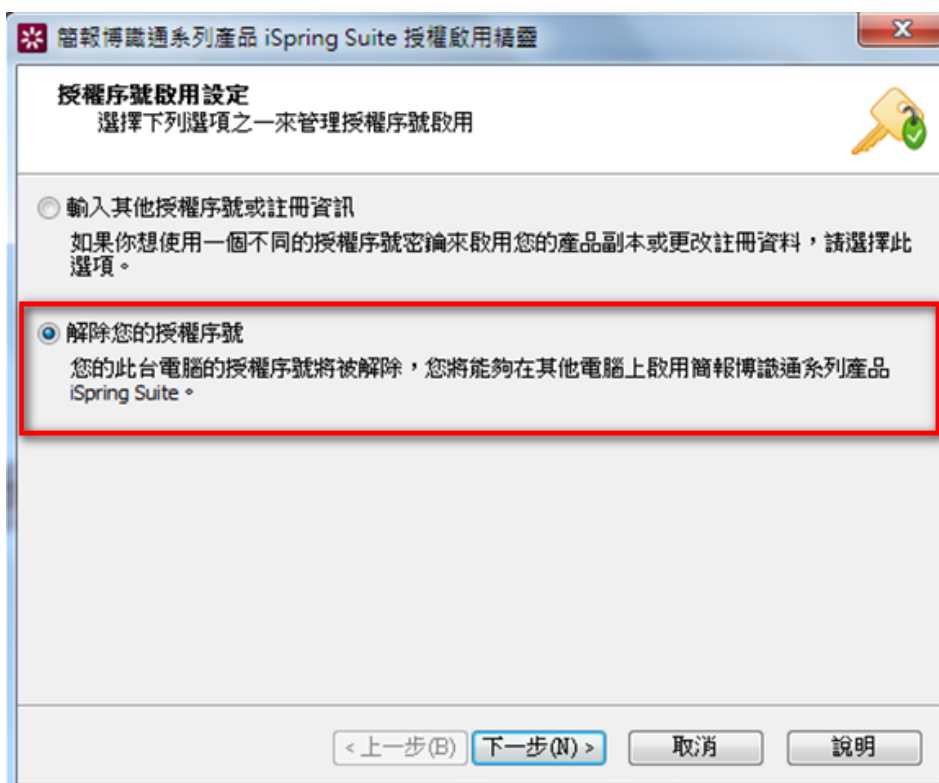 簡報博識通系列產品 iSpring Suite 授權啟用精靈
授權序號啟用設定
選擇下列選項之一來管理授權序號啟用
輸入其他授權序號或註冊資訊
如果你想使用一個不同的授權序號密鑰來啟用您的產品副本或更改註冊資料，請選擇此
選項。
解除您的授權序號
您的此台電腦的授權序號將被解除，您將能夠在其他電腦上啟用簡報博識通系列產品
iSpring Suite。
<上一步(B) 下一步(N)> 取消 說明